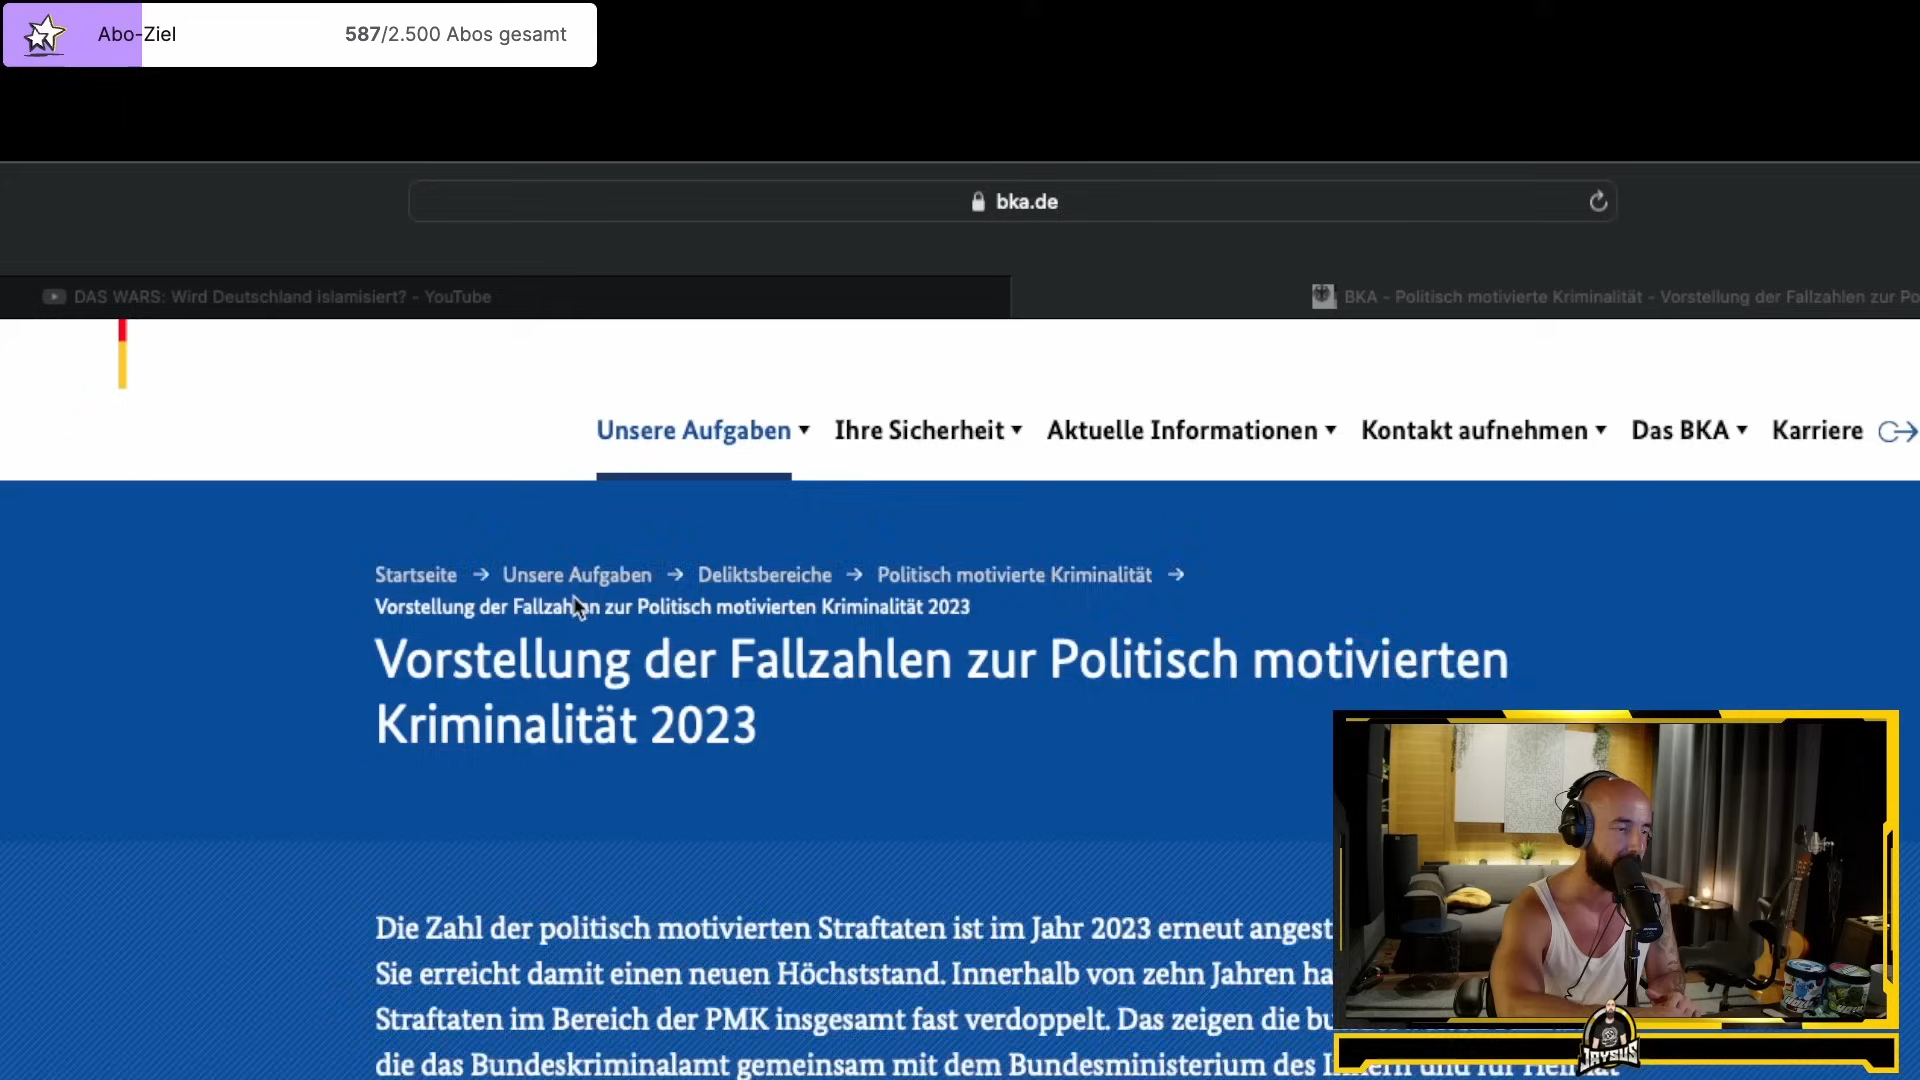 Abo-Ziel 587/2.500 Abos gesamt
bka.de
DAS WARS: Wird Deutschland islamisiert? - YouTube
BKA - Politisch motivierte Kriminalität - Vorstellung der Fallzahlen zur Po
Unsere Aufgaben Ihre Sicherheit Aktuelle Informationen Kontakt aufnehmen Das BKA Karriere
Startseite → Unsere Aufgaben → Deliktsbereiche → Politisch motivierte Kriminalität →
Vorstellung der Fallzahlen zur Politisch motivierten Kriminalität 2023
Vorstellung der Fallzahlen zur Politisch motivierten
Kriminalität 2023
Die Zahl der politisch motivierten Straftaten ist im Jahr 2023 erneut angest
Sie erreicht damit einen neuen Höchststand. Innerhalb von zehn Jahren ha
Straftaten im Bereich der PMK insgesamt fast verdoppelt. Das zeigen die bu
die das Bundeskriminalamt gemeinsam mit dem Bundesministerium des Innern und für Heimat
JAYSUS